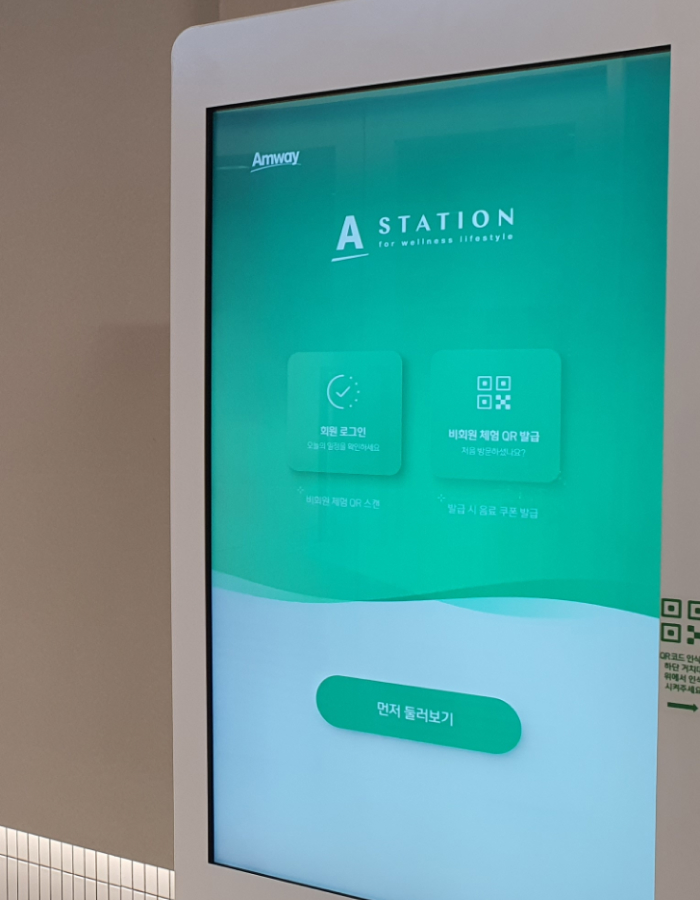 Amway
A STATION
for wellness lifestyle
회원 로그인
오늘의 일정을 확인하세요
비회원 체험 QR 스캔
비회원 체험 QR 발급
처음 방문하셨나요?
발급 시 음료 쿠폰 발급
먼저 둘러보기
QR코드 인식
하단 거치대
위에서 인식
시켜주세요